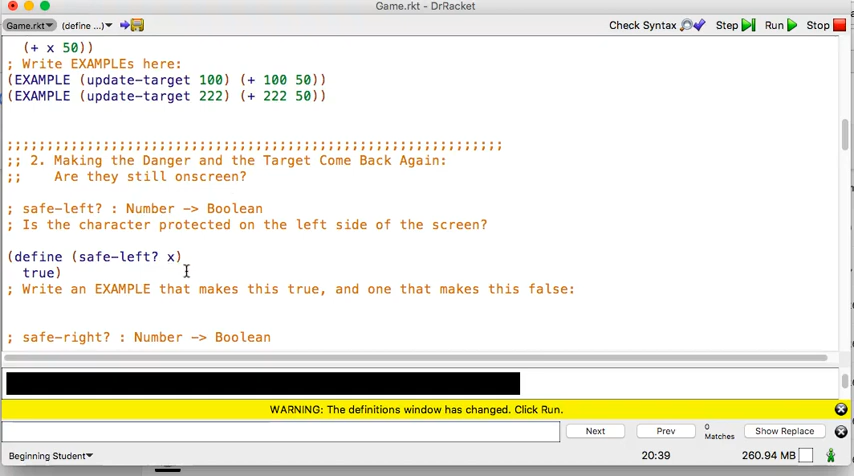 Game.rkt - DrRacket
Game.rkt▾ (define ...)▾ Check Syntax Step Run Stop
(+ x 50))
; Write EXAMPLEs here:
(EXAMPLE (update-target 100) (+ 100 50))
(EXAMPLE (update-target 222) (+ 222 50))
;;;;;;;;;;;;;;;;;;;;;;;;;;;;;;;;;;;;;;;;;;;;;;;;;;;;;;;;;;;;;;
;; 2. Making the Danger and the Target Come Back Again:
;;    Are they still onscreen?
; safe-left? : Number -> Boolean
; Is the character protected on the left side of the screen?
(define (safe-left? x)
  true)
; Write an EXAMPLE that makes this true, and one that makes this false:
; safe-right? : Number -> Boolean
WARNING: The definitions window has changed. Click Run.
Next Prev 0 Matches Show Replace
Beginning Student▾ 20:39 260.94 MB